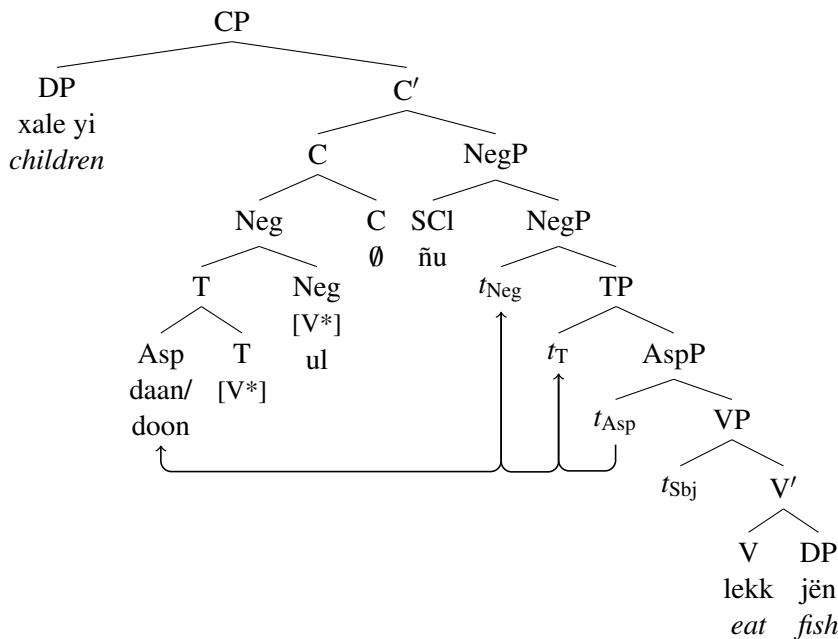 CP
DP C′
xale yi
children
C NegP
Neg C SCl NegP
∅ ñu
T Neg t_Neg TP
[V*]
ul
Asp T t_T AspP
daan/ [V*]
doon
t_Asp VP
t_Sbj V′
V DP
lekk jën
eat fish